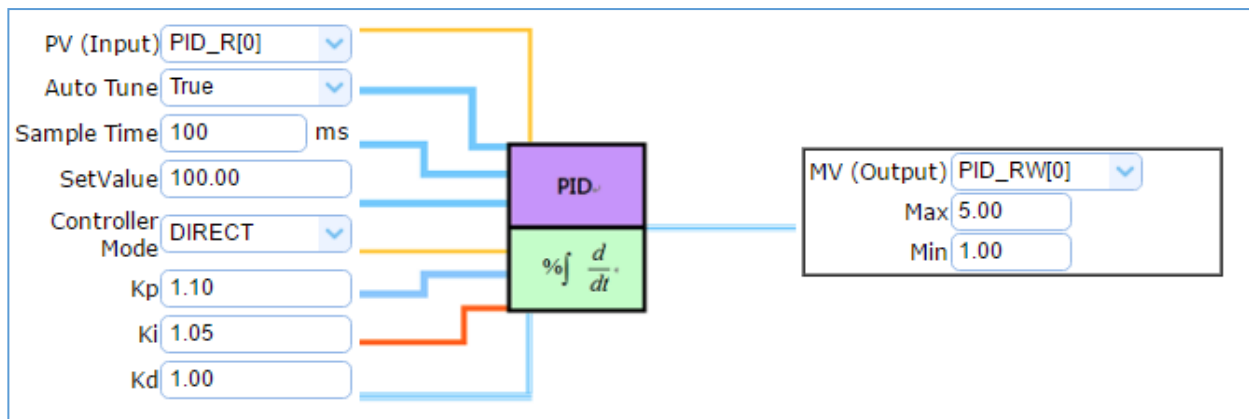 PV (Input) PID_R[0]
Auto Tune True
Sample Time 100 ms
SetValue 100.00
Controller
Mode DIRECT
Kp 1.10
Ki 1.05
Kd 1.00
PID
%∫ d/dt
MV (Output) PID_RW[0]
Max 5.00
Min 1.00